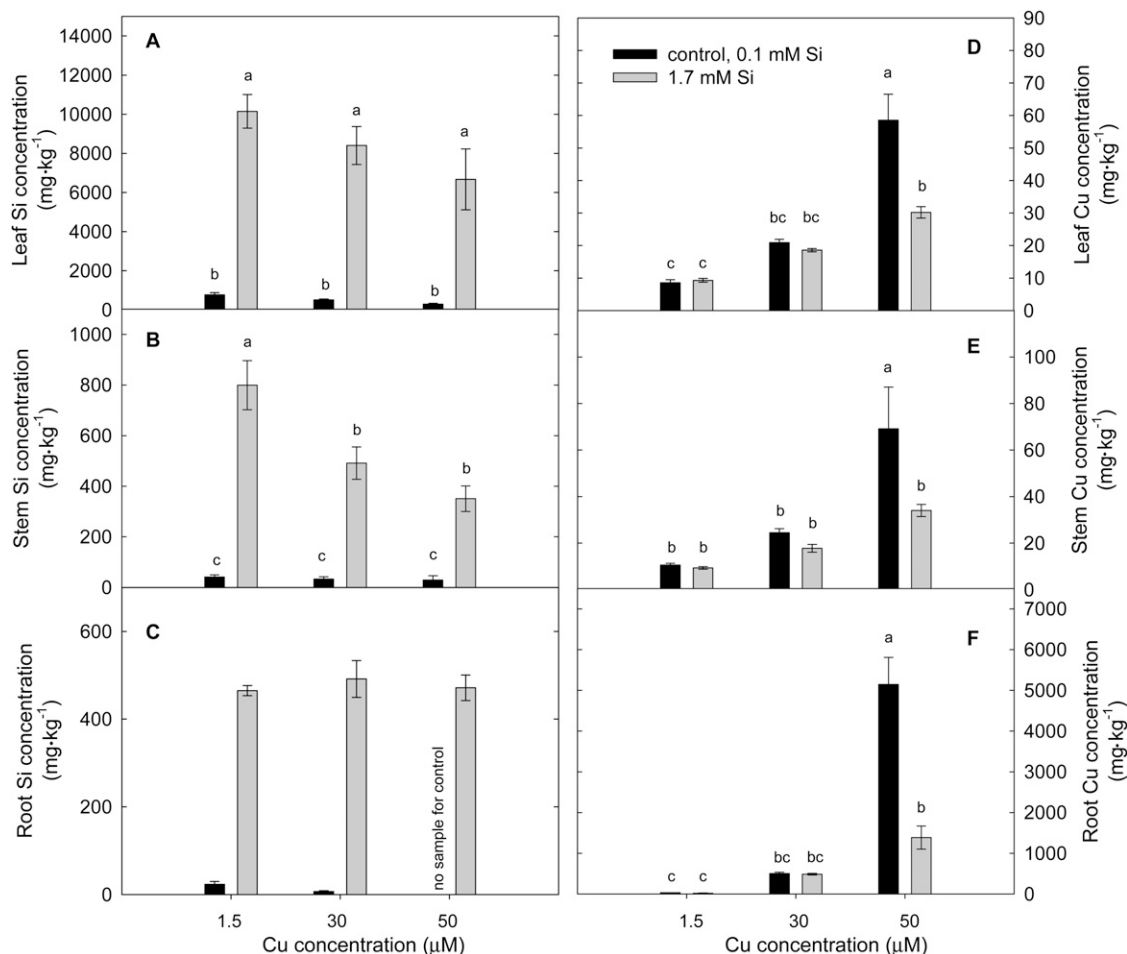 A
14000
12000
10000
8000
6000
4000
2000
0
Leaf Si concentration
(mg·kg⁻¹)
a
a
a
b
b
b
B
1000
800
600
400
200
0
Stem Si concentration
(mg·kg⁻¹)
a
b
b
c
c
c
C
600
400
200
0
Root Si concentration
(mg·kg⁻¹)
no sample for control
1.5
30
50
Cu concentration (μM)
control, 0.1 mM Si
1.7 mM Si
D
90
80
70
60
50
40
30
20
10
0
Leaf Cu concentration
(mg·kg⁻¹)
a
b
bc bc
c c
E
100
80
60
40
20
0
Stem Cu concentration
(mg·kg⁻¹)
a
b
b b
b b
F
7000
6000
5000
4000
3000
2000
1000
0
Root Cu concentration
(mg·kg⁻¹)
a
b
bc bc
c c
1.5
30
50
Cu concentration (μM)